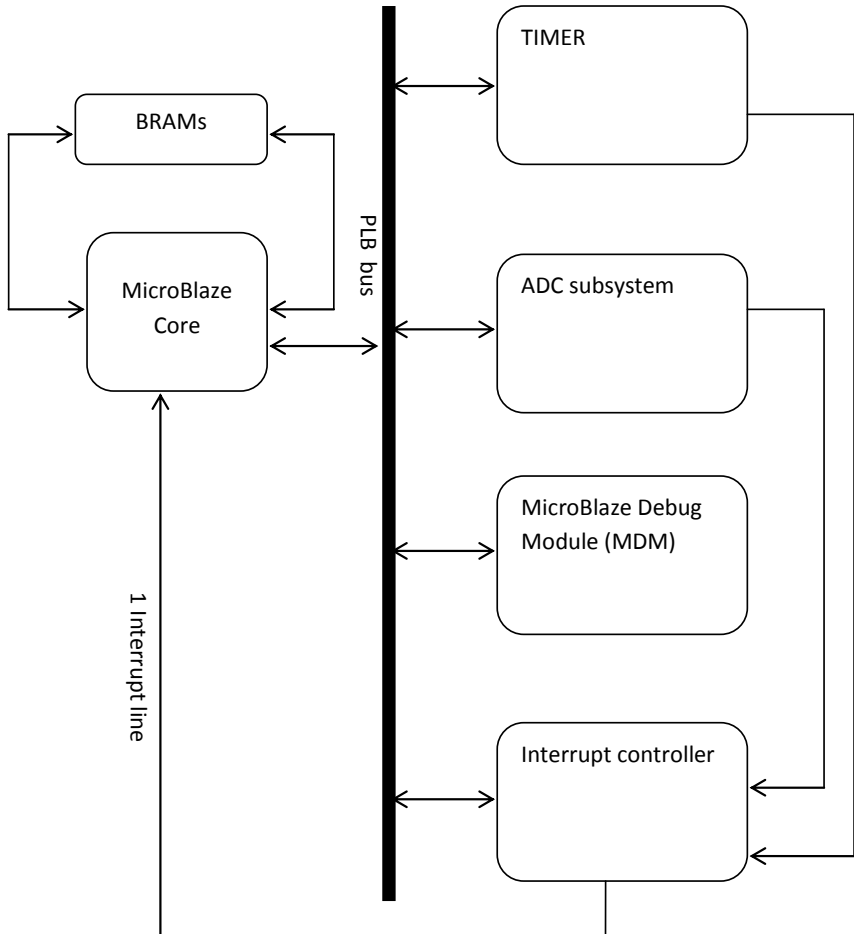 TIMER
BRAMs
PLB bus
MicroBlaze
Core
ADC subsystem
MicroBlaze Debug
Module (MDM)
1 Interrupt line
Interrupt controller